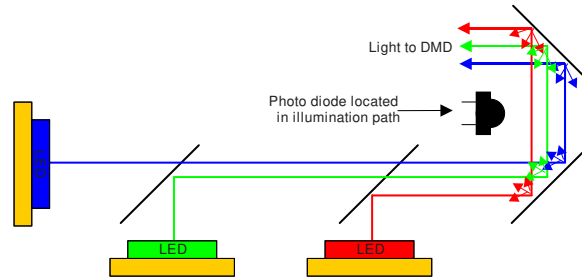 Light to DMD
Photo diode located
in illumination path
LED
LED
LED